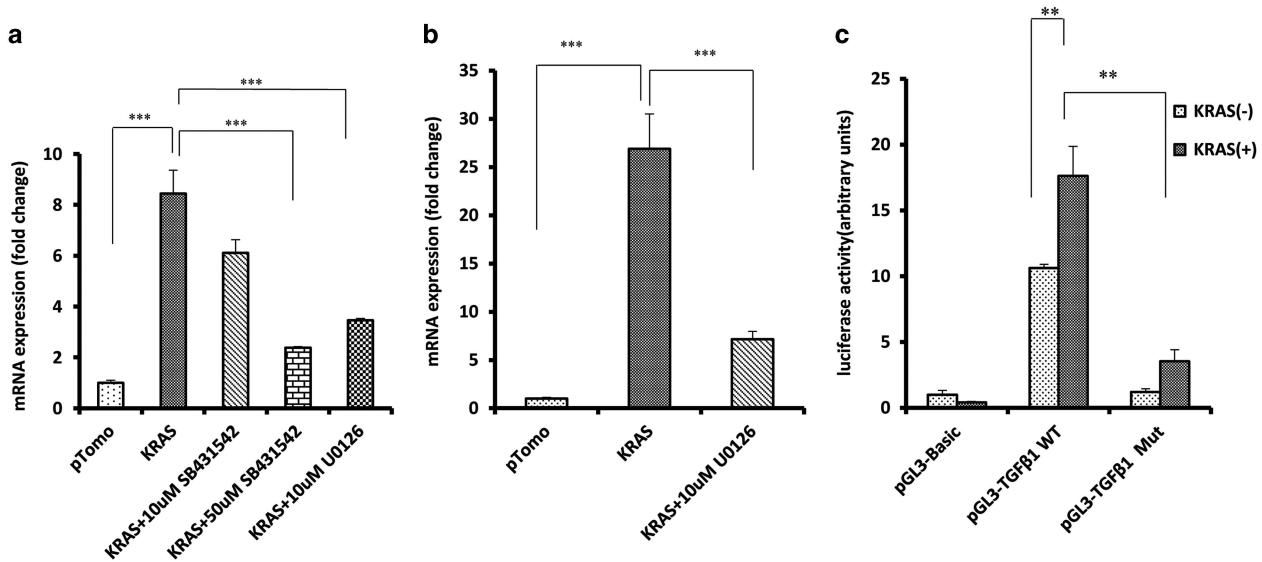 a
mRNA expression (fold change)
10
8
6
4
2
0
***
***
***
pTomo
KRAS
KRAS+10uM SB431542
KRAS+50uM SB431542
KRAS+10uM U0126
b
mRNA expression (fold change)
35
30
25
20
15
10
5
0
***
***
pTomo
KRAS
KRAS+10uM U0126
c
luciferase activity(arbitrary units)
25
20
15
10
5
0
**
**
KRAS(-)
KRAS(+)
pGL3-Basic
pGL3-TGFβ1 WT
pGL3-TGFβ1 Mut